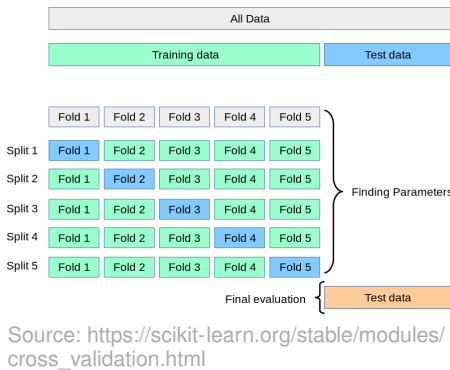 All Data
Training data Test data
Fold 1 Fold 2 Fold 3 Fold 4 Fold 5
Split 1 Fold 1 Fold 2 Fold 3 Fold 4 Fold 5
Split 2 Fold 1 Fold 2 Fold 3 Fold 4 Fold 5
Finding Parameters
Split 3 Fold 1 Fold 2 Fold 3 Fold 4 Fold 5
Split 4 Fold 1 Fold 2 Fold 3 Fold 4 Fold 5
Split 5 Fold 1 Fold 2 Fold 3 Fold 4 Fold 5
Final evaluation Test data
Source: https://scikit-learn.org/stable/modules/
cross_validation.html